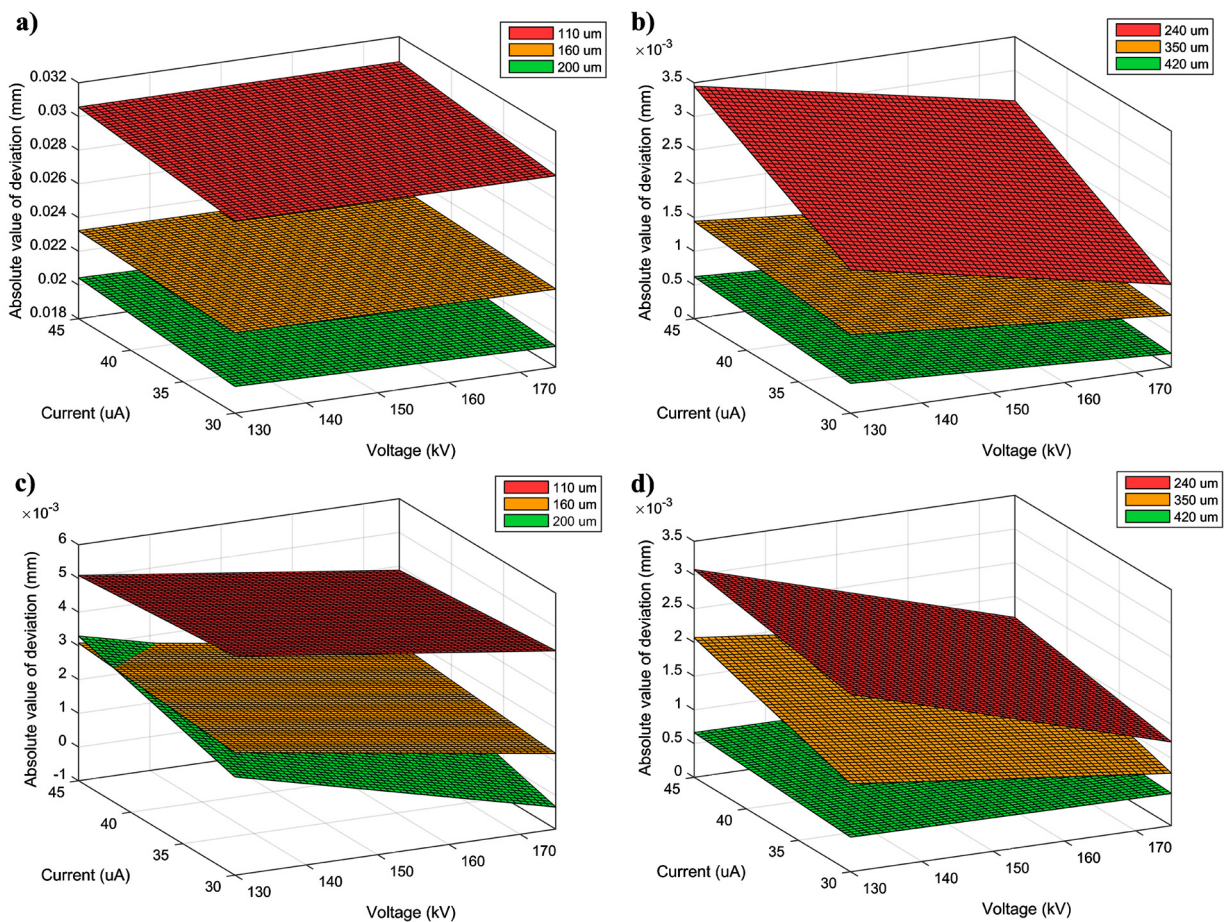 a)
110 um
160 um
200 um
Absolute value of deviation (mm)
0.032
0.03
0.028
0.026
0.024
0.022
0.02
0.018
45
40
35
30
Current (uA)
130
140
150
160
170
Voltage (kV)
b)
×10⁻³
240 um
350 um
420 um
Absolute value of deviation (mm)
3.5
3
2.5
2
1.5
1
0.5
0
45
40
35
30
Current (uA)
130
140
150
160
170
Voltage (kV)
c)
×10⁻³
110 um
160 um
200 um
Absolute value of deviation (mm)
6
5
4
3
2
1
0
-1
45
40
35
30
Current (uA)
130
140
150
160
170
Voltage (kV)
d)
×10⁻³
240 um
350 um
420 um
Absolute value of deviation (mm)
3.5
3
2.5
2
1.5
1
0.5
0
45
40
35
30
Current (uA)
130
140
150
160
170
Voltage (kV)